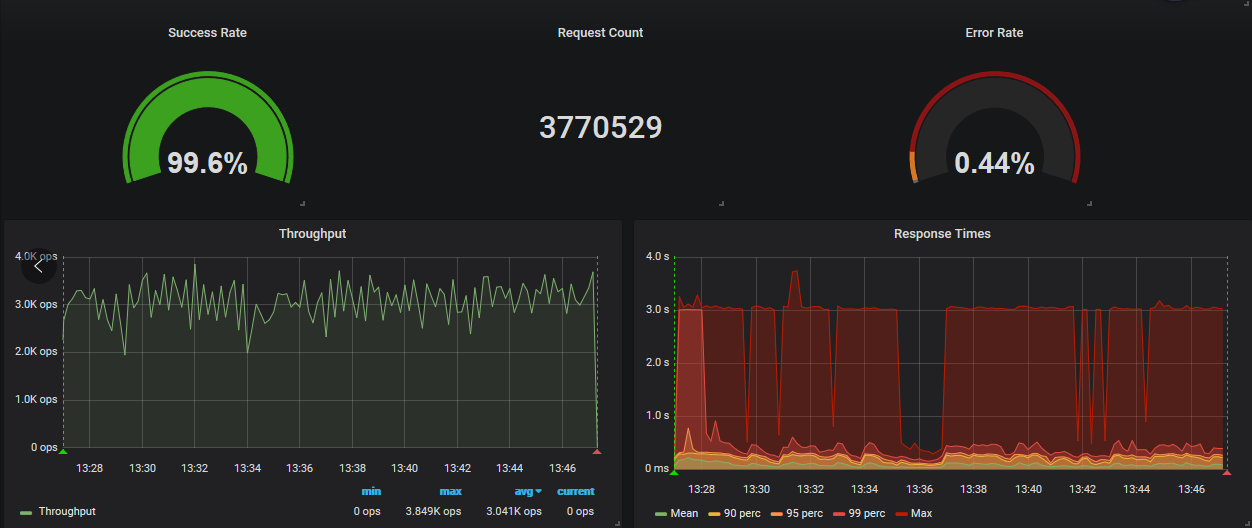 Success Rate
Request Count
Error Rate
99.6%
3770529
0.44%
Throughput
4.0K ops
3.0K ops
2.0K ops
1.0K ops
0 ops
13:28 13:30 13:32 13:34 13:36 13:38 13:40 13:42 13:44 13:46
min max avg current
Throughput 0 ops 3.849K ops 3.041K ops 0 ops
Response Times
4.0 s
3.0 s
2.0 s
1.0 s
0 ms
13:28 13:30 13:32 13:34 13:36 13:38 13:40 13:42 13:44 13:46
Mean 90 perc 95 perc 99 perc Max